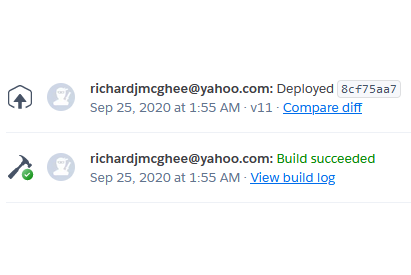 richardjmcghee@yahoo.com: Deployed 8cf75aa7
Sep 25, 2020 at 1:55 AM · v11 · Compare diff
richardjmcghee@yahoo.com: Build succeeded
Sep 25, 2020 at 1:55 AM · View build log